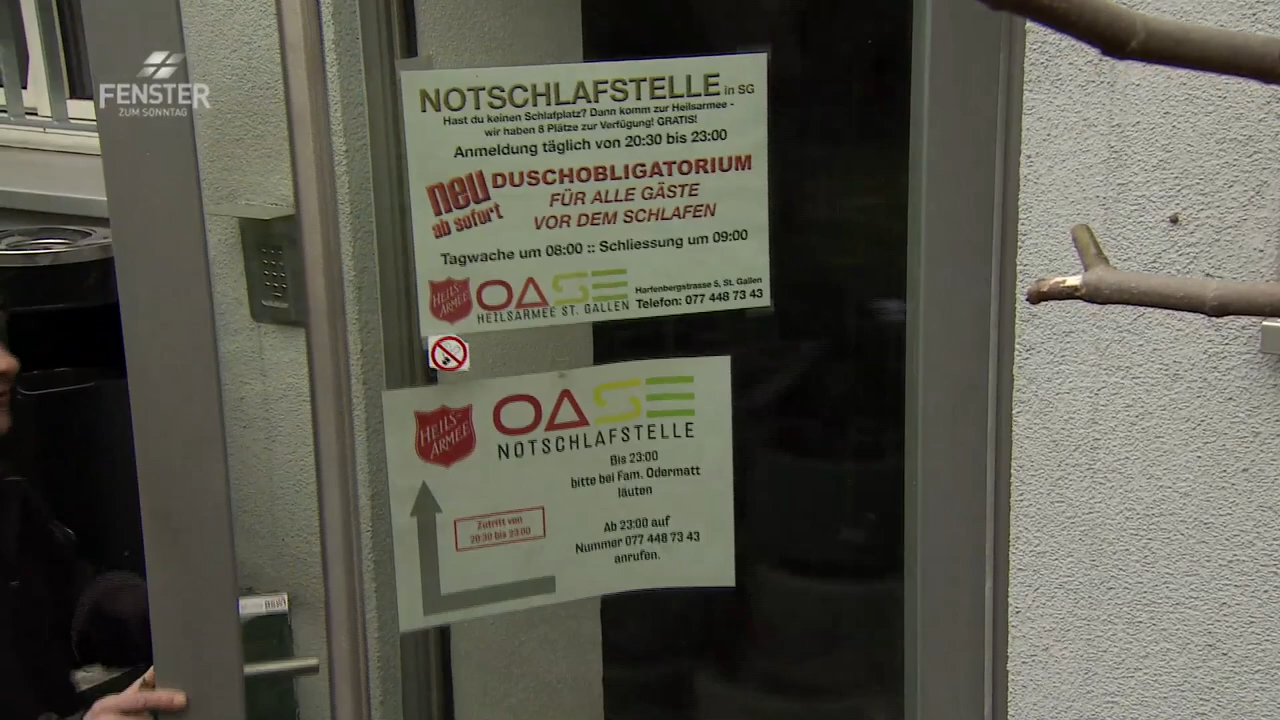 FENSTER
ZUM SONNTAG
NOTSCHLAFSTELLE in SG
Hast du keinen Schlafplatz? Dann komm zur Heilsarmee -
wir haben 8 Plätze zur Verfügung! GRATIS!
Anmeldung täglich von 20:30 bis 23:00
neu
ab sofort
DUSCHOBLIGATORIUM
FÜR ALLE GÄSTE
VOR DEM SCHLAFEN
Tagwache um 08:00 :: Schliessung um 09:00
HEILS-
ARMEE
OASE
HEILSARMEE ST. GALLEN
Harfenbergstrasse 5, St. Gallen
Telefon: 077 448 73 43
HEILS-
ARMEE
OASE
NOTSCHLAFSTELLE
Bis 23:00
bitte bei Fam. Odermatt
läuten
Zutritt von
20:30 bis 23:00
Ab 23:00 auf
Nummer 077 448 73 43
anrufen.